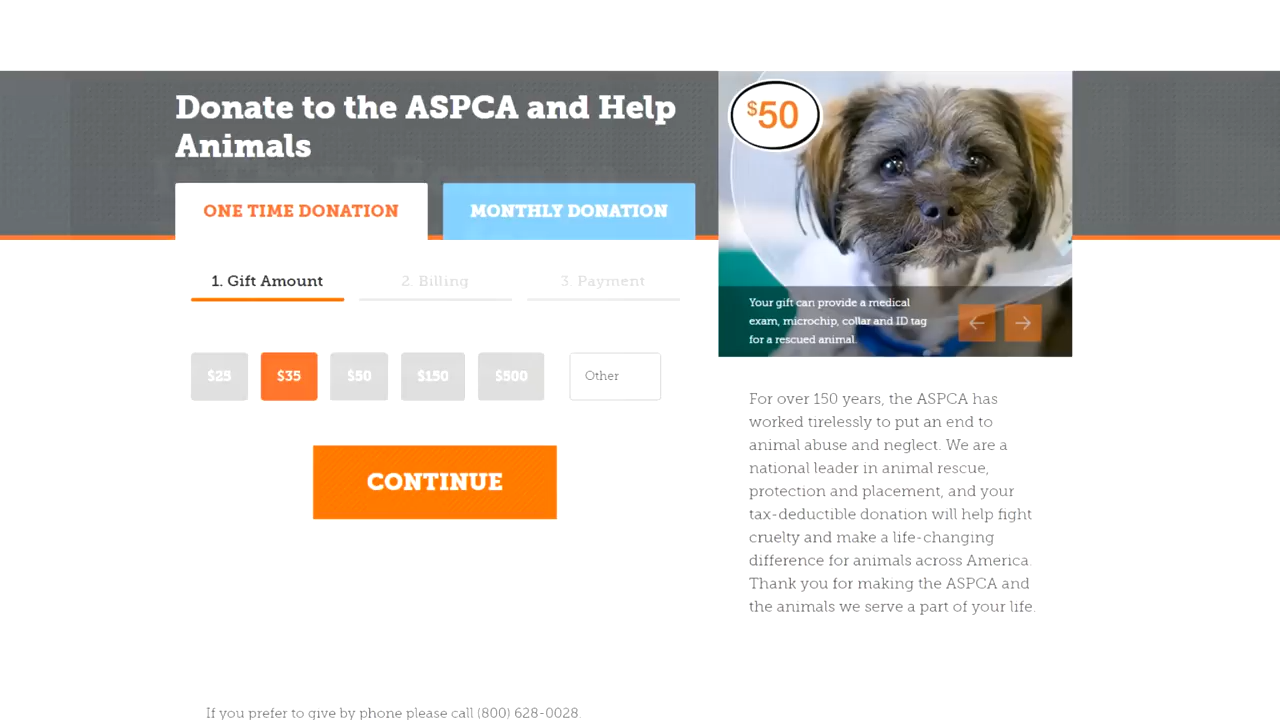 Donate to the ASPCA and Help
Animals
ONE TIME DONATION
MONTHLY DONATION
1. Gift Amount
2. Billing
3. Payment
$25
$35
$50
$150
$500
Other
CONTINUE
If you prefer to give by phone please call (800) 628-0028.
$50
Your gift can provide a medical
exam, microchip, collar and ID tag
for a rescued animal.
For over 150 years, the ASPCA has
worked tirelessly to put an end to
animal abuse and neglect. We are a
national leader in animal rescue,
protection and placement, and your
tax-deductible donation will help fight
cruelty and make a life-changing
difference for animals across America.
Thank you for making the ASPCA and
the animals we serve a part of your life.